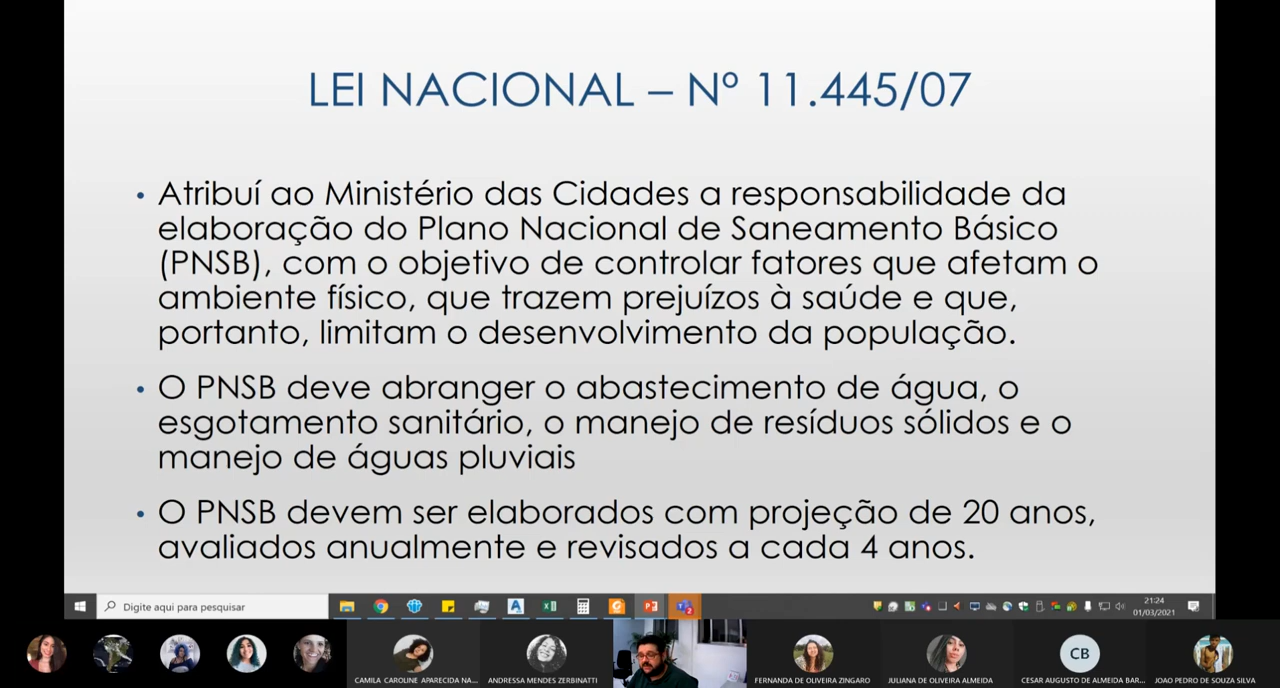 LEI NACIONAL – Nº 11.445/07
• Atribuí ao Ministério das Cidades a responsabilidade da
elaboração do Plano Nacional de Saneamento Básico
(PNSB), com o objetivo de controlar fatores que afetam o
ambiente físico, que trazem prejuízos à saúde e que,
portanto, limitam o desenvolvimento da população.
• O PNSB deve abranger o abastecimento de água, o
esgotamento sanitário, o manejo de resíduos sólidos e o
manejo de águas pluviais
• O PNSB devem ser elaborados com projeção de 20 anos,
avaliados anualmente e revisados a cada 4 anos.
Digite aqui para pesquisar
21:24
01/03/2021
CB
CAMILA CAROLINE APARECIDA NA...
ANDRESSA MENDES ZERBINATTI
FERNANDA DE OLIVEIRA ZINGARO
JULIANA DE OLIVEIRA ALMEIDA
CESAR AUGUSTO DE ALMEIDA BAR...
JOAO PEDRO DE SOUZA SILVA